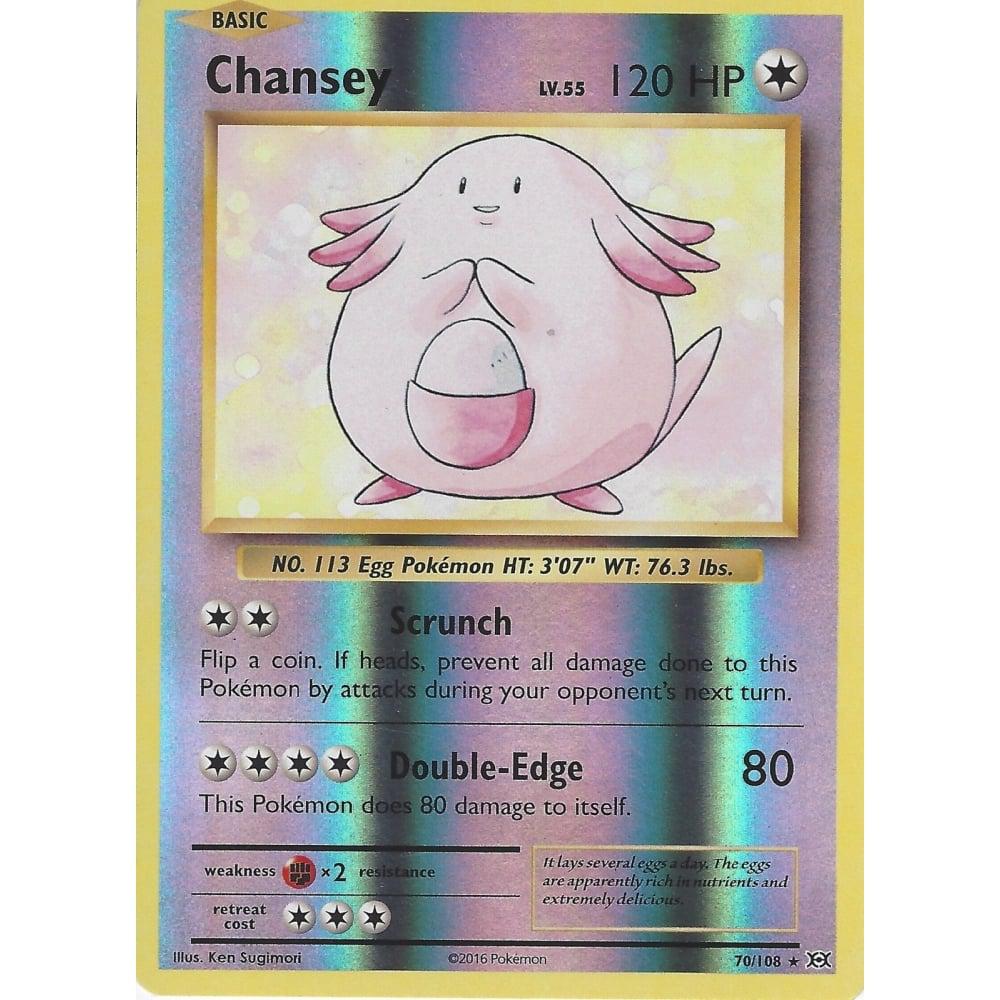 BASIC
Chansey LV.55 120 HP
NO. 113 Egg Pokémon HT: 3'07" WT: 76.3 lbs.
Scrunch
Flip a coin. If heads, prevent all damage done to this
Pokémon by attacks during your opponent's next turn.
Double-Edge 80
This Pokémon does 80 damage to itself.
weakness ×2 resistance
retreat
cost
It lays several eggs a day. The eggs
are apparently rich in nutrients and
extremely delicious.
Illus. Ken Sugimori ©2016 Pokémon 70/108 ★